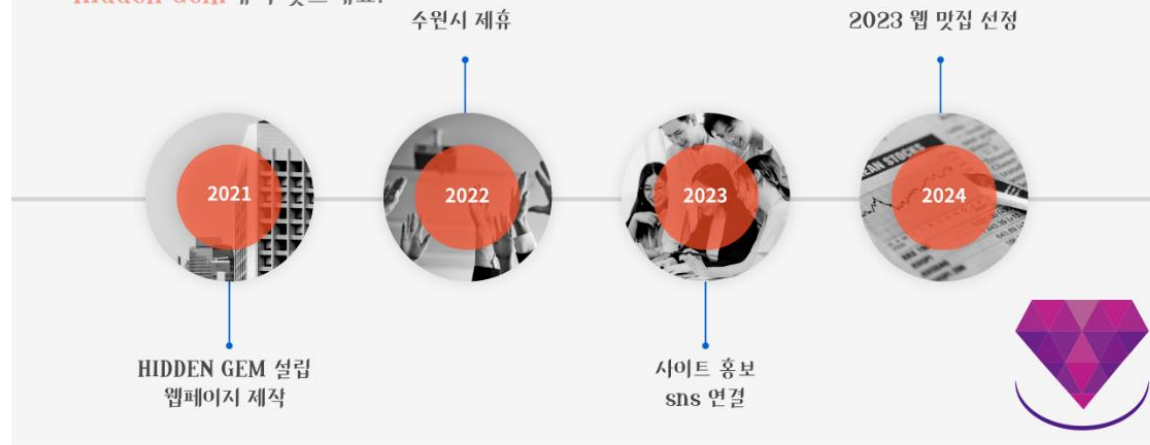 수원시 제휴
2023 웹 맛집 선정
2021
2022
2023
2024
HIDDEN GEM 설립
웹페이지 제작
사이트 홍보
sns 연결